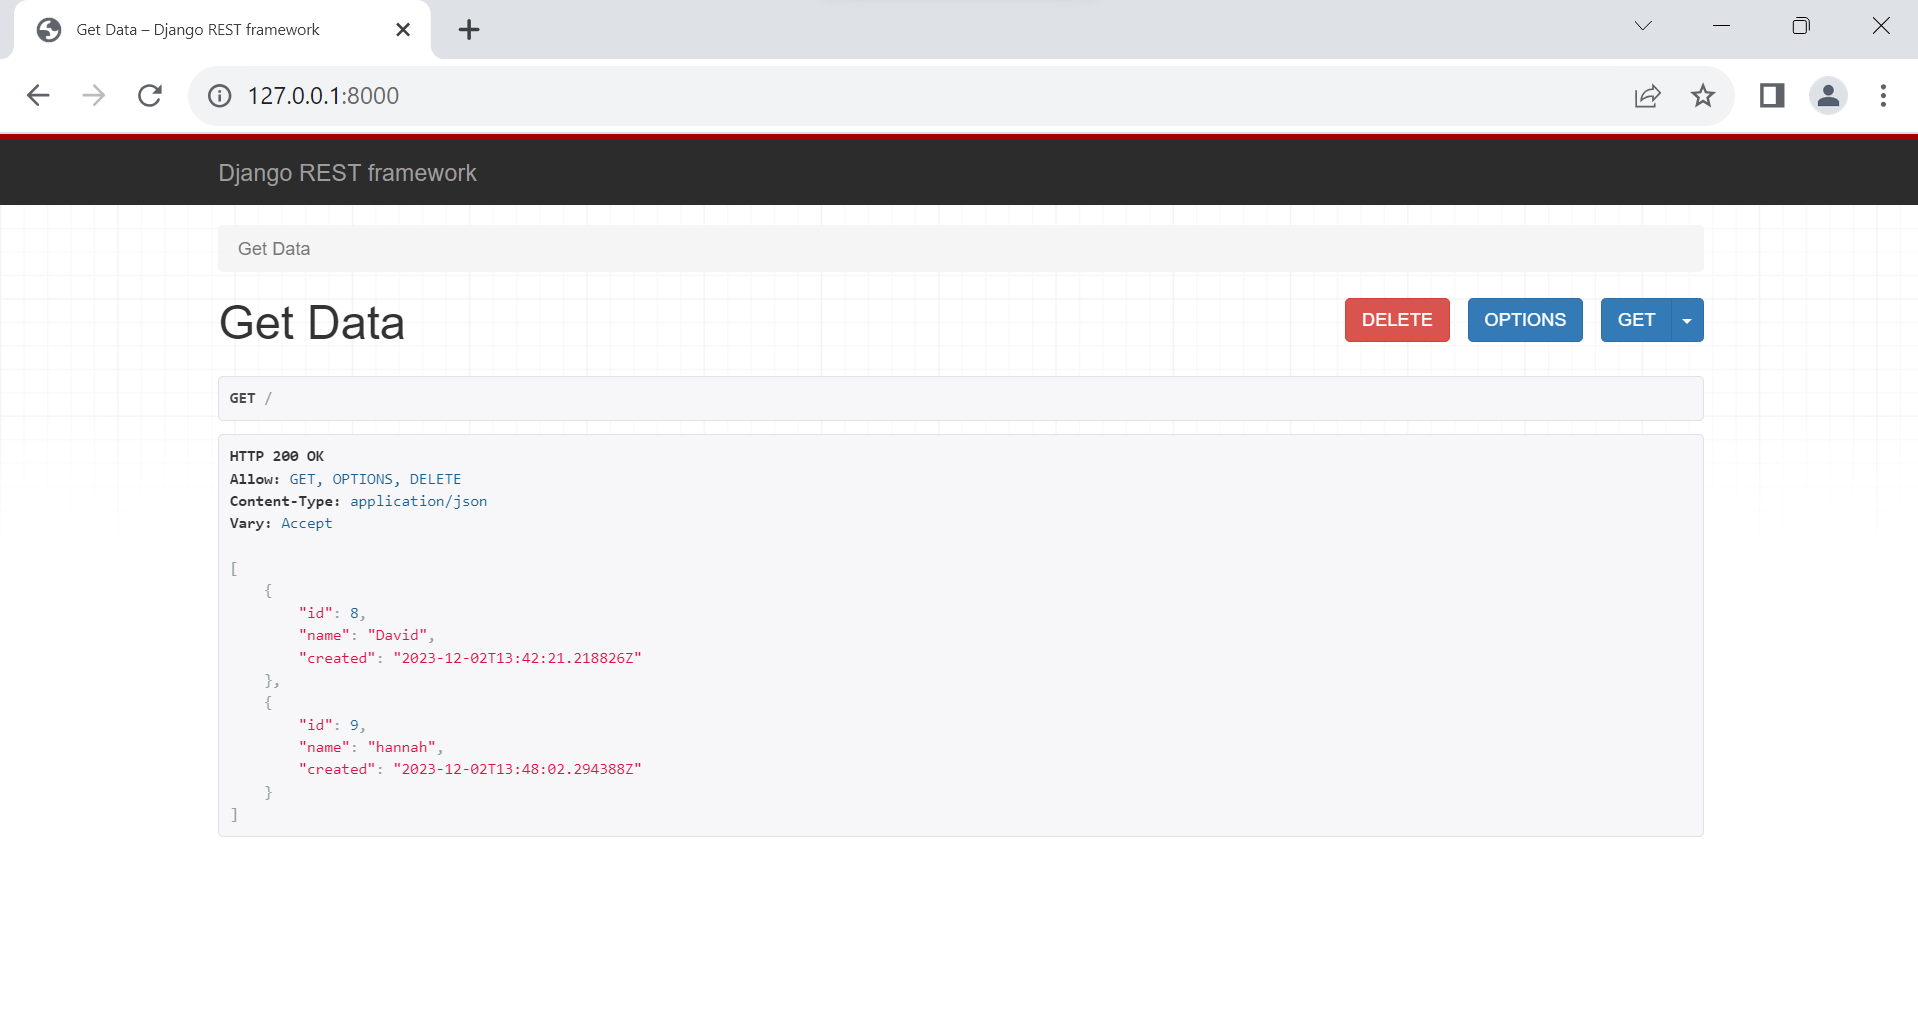 Get Data – Django REST framework
127.0.0.1:8000
Django REST framework
Get Data
Get Data
DELETE
OPTIONS
GET
GET /
HTTP 200 OK
Allow: GET, OPTIONS, DELETE
Content-Type: application/json
Vary: Accept
[
    {
        "id": 8,
        "name": "David",
        "created": "2023-12-02T13:42:21.218826Z"
    },
    {
        "id": 9,
        "name": "hannah",
        "created": "2023-12-02T13:48:02.294388Z"
    }
]